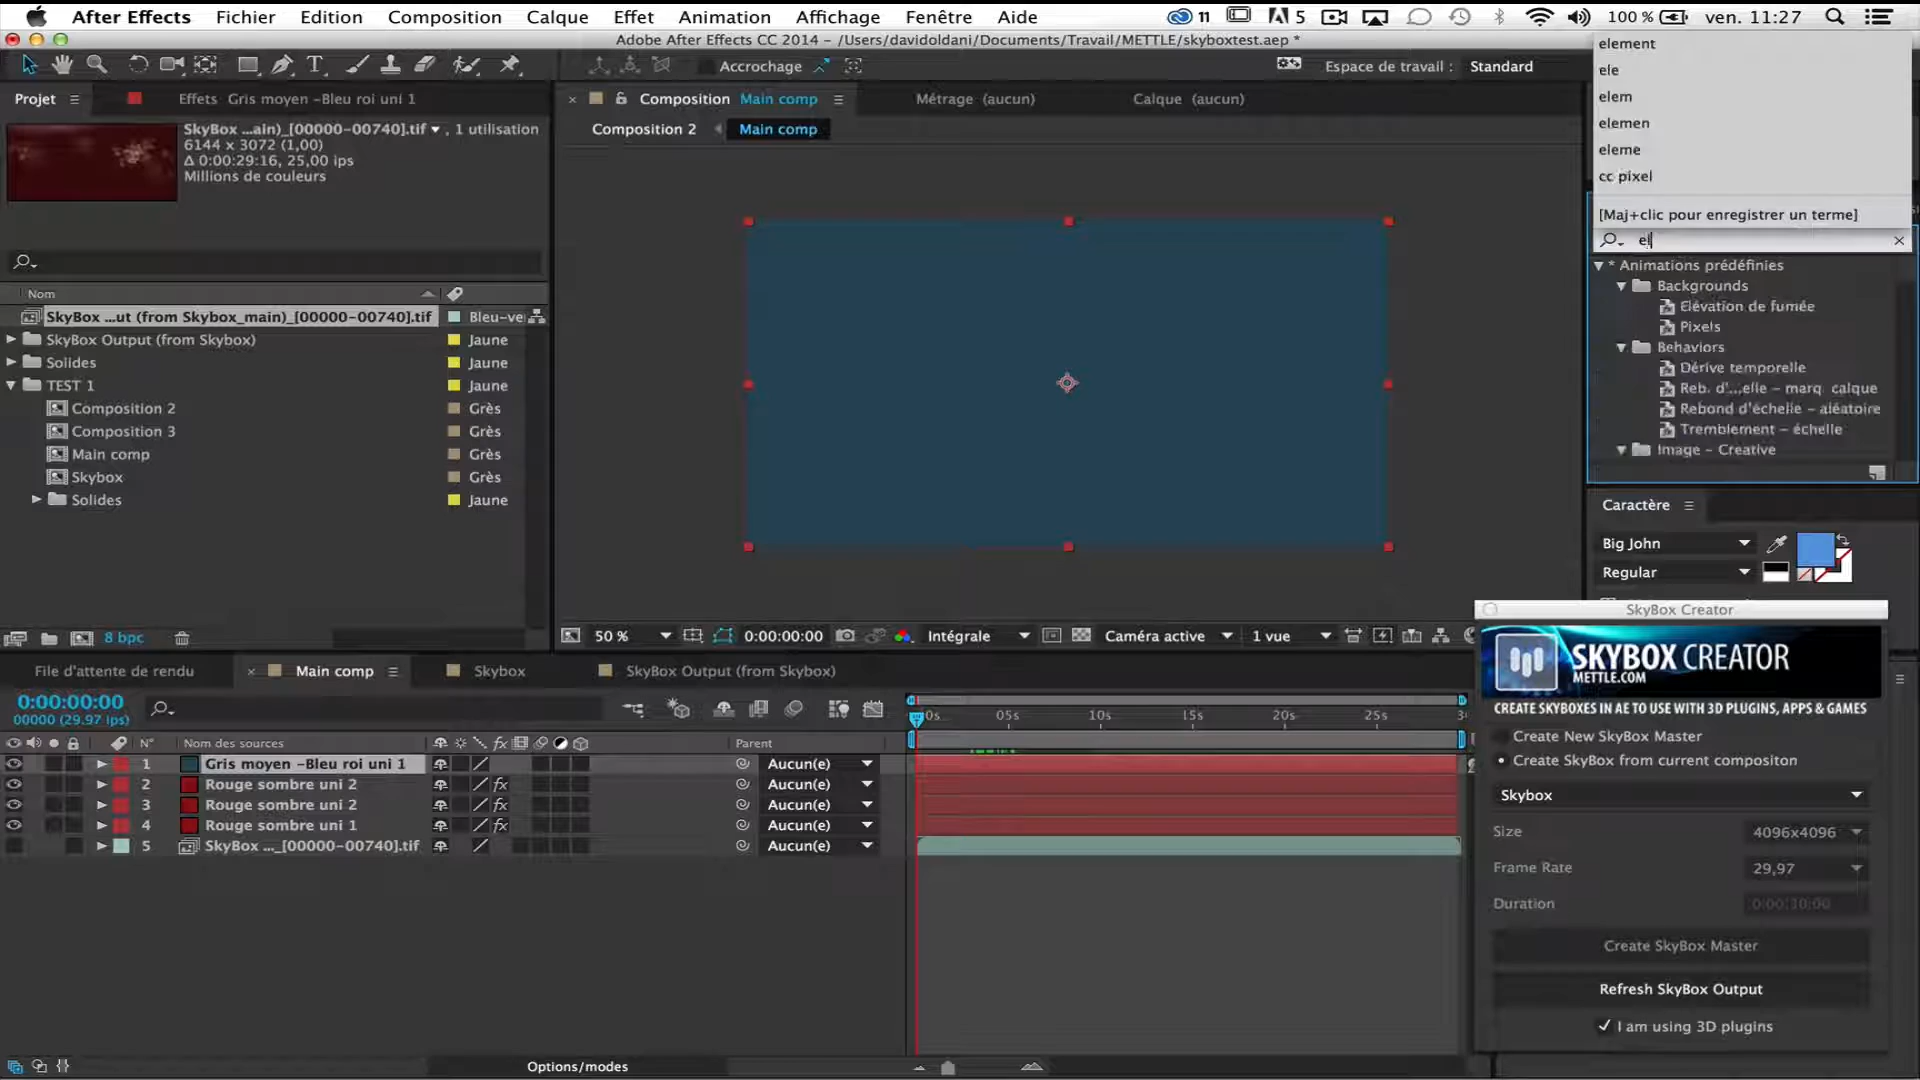 After Effects Fichier Edition Composition Calque Effet Animation Affichage Fenêtre Aide 11 5 100 % ven. 11:27
Adobe After Effects CC 2014 – /Users/davidoldani/Documents/Travail/METTLE/skyboxtest.aep *
Accrochage Espace de travail : Standard
element
ele
elem
elemen
eleme
cc pixel
[Maj+clic pour enregistrer un terme]
el
Projet Effets Gris moyen –Bleu roi uni 1
SkyBox ...ain)_[00000-00740].tif , 1 utilisation
6144 x 3072 (1,00)
Δ 0:00:29:16, 25,00 ips
Millions de couleurs
Nom
SkyBox ...ut (from Skybox_main)_[00000-00740].tif Bleu-ve
SkyBox Output (from Skybox) Jaune
Solides Jaune
TEST 1 Jaune
Composition 2 Grès
Composition 3 Grès
Main comp Grès
Skybox Grès
Solides Jaune
8 bpc
Composition Main comp Métrage (aucun) Calque (aucun)
Composition 2 Main comp
50 % 0:00:00:00 Intégrale Caméra active 1 vue
* Animations prédéfinies
Backgrounds
Elévation de fumée
Pixels
Behaviors
Dérive temporelle
Reb. d'...elle – marq. calque
Rebond d'échelle – aléatoire
Tremblement – échelle
Image – Creative
Caractère
Big John
Regular
File d'attente de rendu Main comp Skybox SkyBox Output (from Skybox)
0:00:00:00
00000 (29.97 ips)
0s 05s 10s 15s 20s 25s
N° Nom des sources fx Parent
1 Gris moyen –Bleu roi uni 1 Aucun(e)
2 Rouge sombre uni 2 fx Aucun(e)
3 Rouge sombre uni 2 fx Aucun(e)
4 Rouge sombre uni 1 fx Aucun(e)
5 SkyBox ..._[00000-00740].tif Aucun(e)
Options/modes
SkyBox Creator
SKYBOX CREATOR
METTLE.COM
CREATE SKYBOXES IN AE TO USE WITH 3D PLUGINS, APPS & GAMES
Create New SkyBox Master
Create SkyBox from current compositon
Skybox
Size 4096x4096
Frame Rate 29,97
Duration 0:00:30:00
Create SkyBox Master
Refresh SkyBox Output
I am using 3D plugins